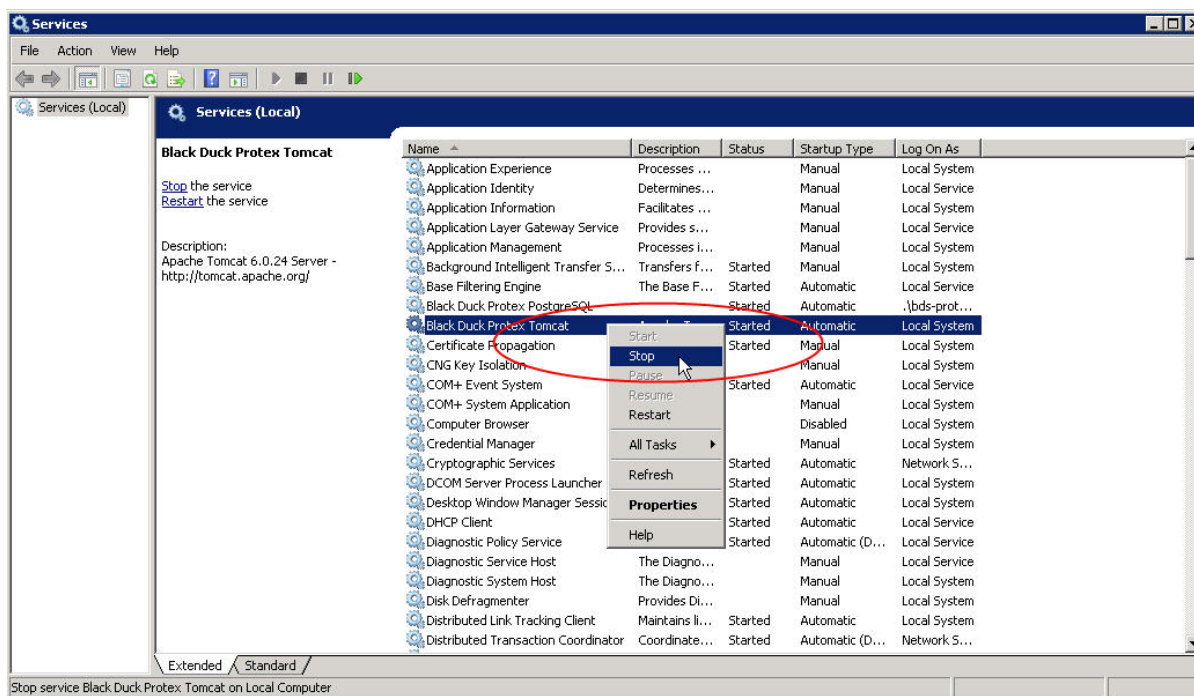 Services
File Action View Help
Services (Local)
Services (Local)
Black Duck Protex Tomcat
Stop the service
Restart the service
Description:
Apache Tomcat 6.0.24 Server -
http://tomcat.apache.org/
Name Description Status Startup Type Log On As
Application Experience Processes ... Manual Local System
Application Identity Determines... Manual Local Service
Application Information Facilitates ... Manual Local System
Application Layer Gateway Service Provides s... Manual Local Service
Application Management Processes i... Manual Local System
Background Intelligent Transfer S... Transfers f... Started Manual Local System
Base Filtering Engine The Base F... Started Automatic Local Service
Black Duck Protex PostgreSQL Started Automatic .\bds-prot...
Black Duck Protex Tomcat Started Automatic Local System
Certificate Propagation Started Manual Local System
CNG Key Isolation Manual Local System
COM+ Event System Started Automatic Local Service
COM+ System Application Manual Local System
Computer Browser Disabled Local System
Credential Manager Manual Local System
Cryptographic Services Started Automatic Network S...
DCOM Server Process Launcher Started Automatic Local System
Desktop Window Manager Sessio Started Automatic Local System
DHCP Client Started Automatic Local Service
Diagnostic Policy Service Started Automatic (D... Local Service
Diagnostic Service Host The Diagno... Manual Local Service
Diagnostic System Host The Diagno... Manual Local System
Disk Defragmenter Provides Di... Manual Local System
Distributed Link Tracking Client Maintains li... Started Automatic Local System
Distributed Transaction Coordinator Coordinate... Started Automatic (D... Network S...
Start
Stop
Pause
Resume
Restart
All Tasks
Refresh
Properties
Help
Extended Standard
Stop service Black Duck Protex Tomcat on Local Computer